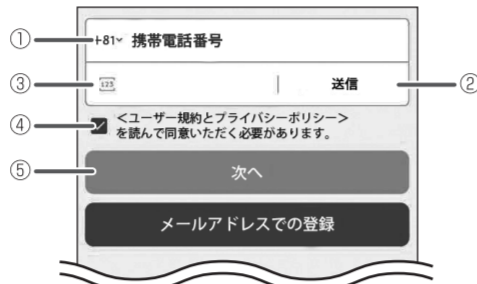 ① +81 携帯電話番号
③ 123 送信 ②
④ <ユーザー規約とプライバシーポリシー>
を読んで同意いただく必要があります。
⑤ 次へ
メールアドレスでの登録